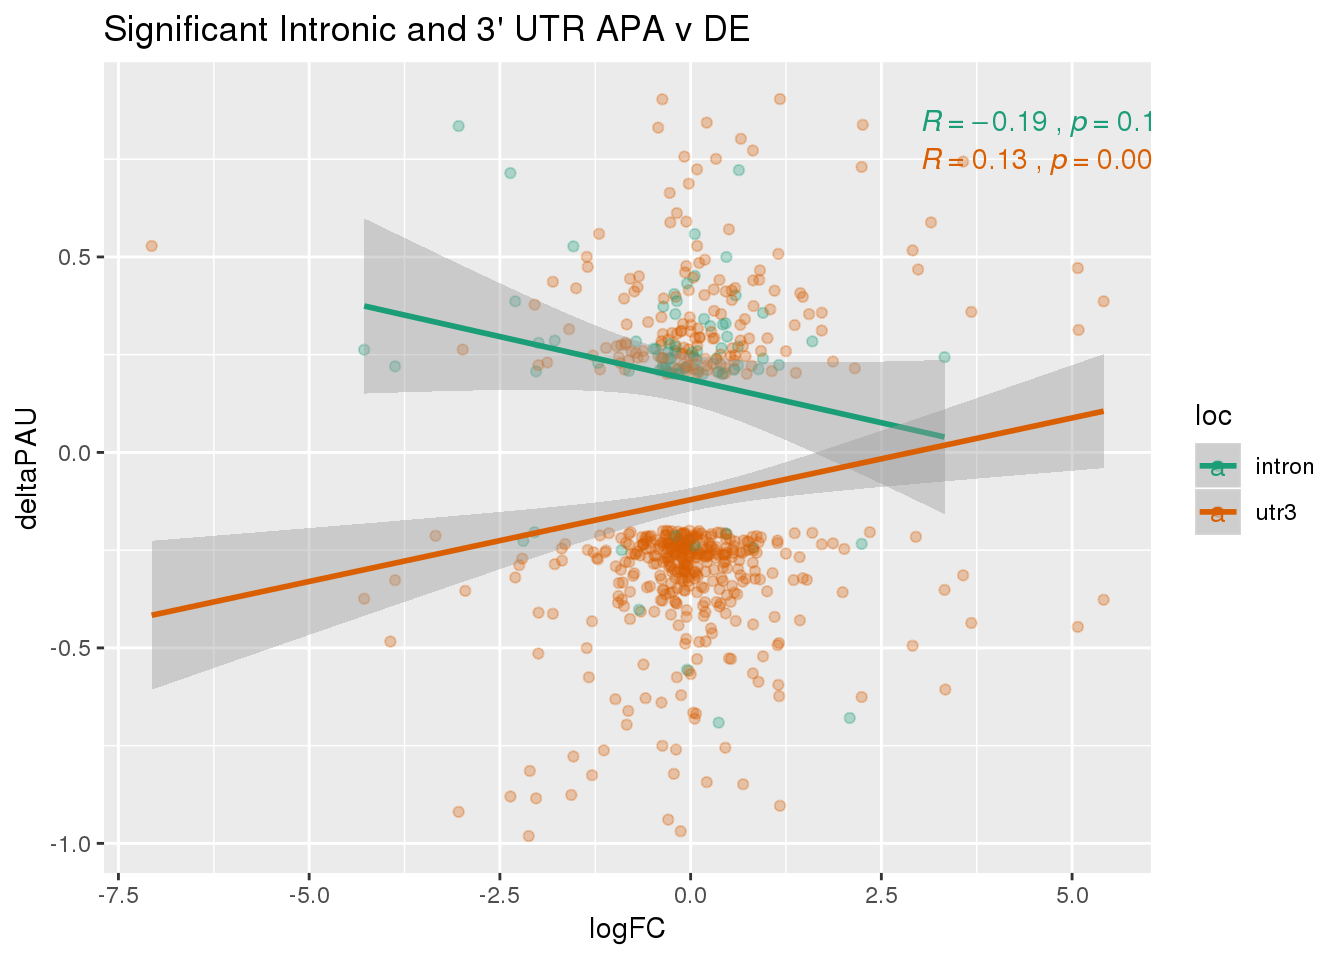 Significant Intronic and 3' UTR APA v DE
R = −0.19 , p = 0.1
R = 0.13 , p = 0.00
0.5
0.0
-0.5
-1.0
deltaPAU
-7.5 -5.0 -2.5 0.0 2.5 5.0
logFC
loc
a intron
a utr3